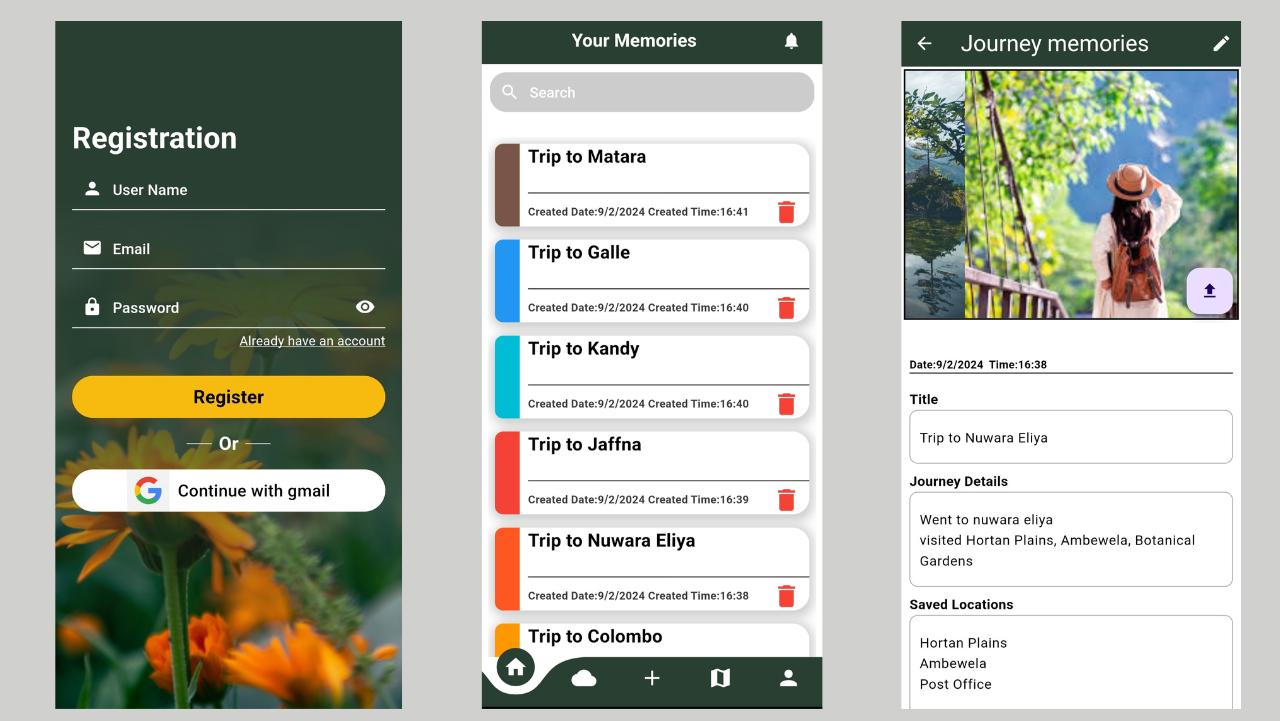 Registration
User Name
Email
Password
Already have an account
Register
Or
Continue with gmail
Your Memories
Search
Trip to Matara
Created Date:9/2/2024 Created Time:16:41
Trip to Galle
Created Date:9/2/2024 Created Time:16:40
Trip to Kandy
Created Date:9/2/2024 Created Time:16:40
Trip to Jaffna
Created Date:9/2/2024 Created Time:16:39
Trip to Nuwara Eliya
Created Date:9/2/2024 Created Time:16:38
Trip to Colombo
Journey memories
Date:9/2/2024 Time:16:38
Title
Trip to Nuwara Eliya
Journey Details
Went to nuwara eliya
visited Hortan Plains, Ambewela, Botanical
Gardens
Saved Locations
Hortan Plains
Ambewela
Post Office